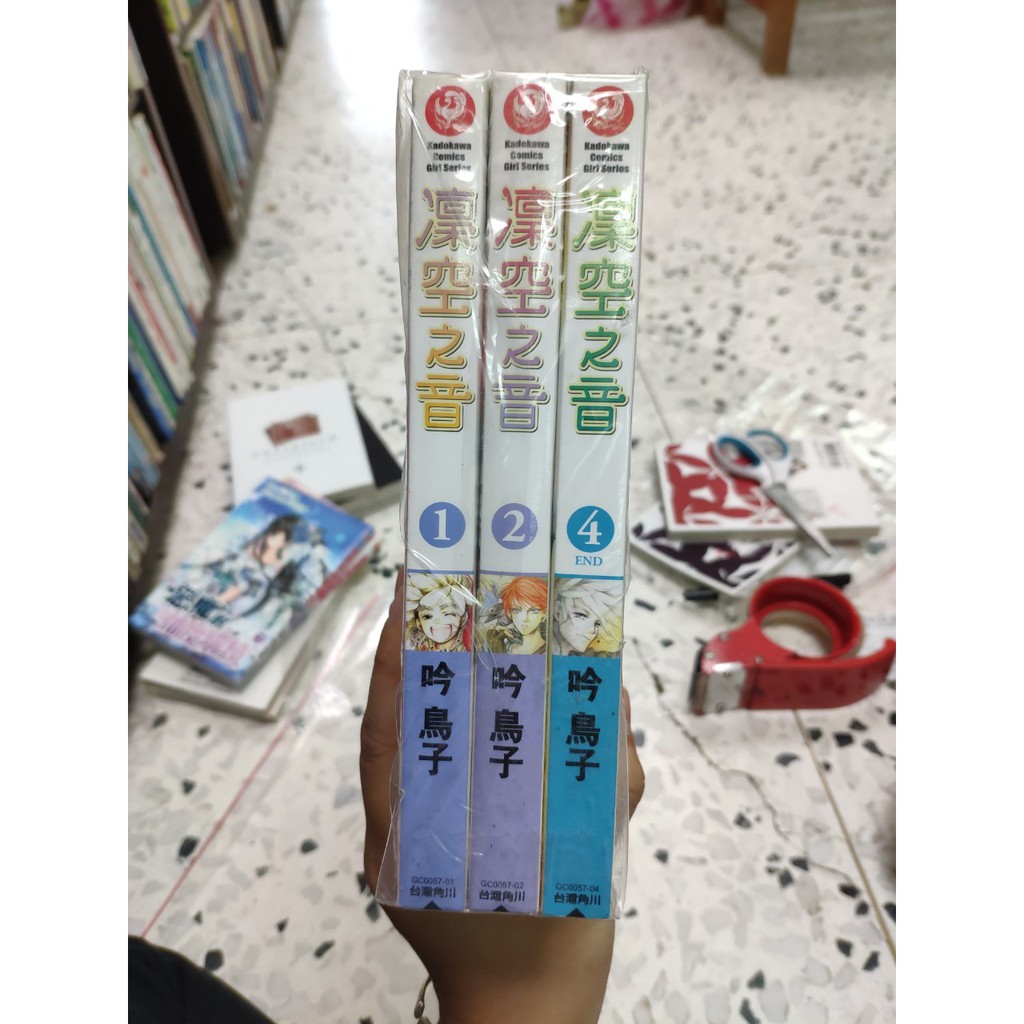 Kadokawa
Comics
Girl Series
凜空之音
1
吟鳥子
GC0057-01
台灣角川
Kadokawa
Comics
Girl Series
凜空之音
2
吟鳥子
GC0057-02
台灣角川
Kadokawa
Comics
Girl Series
凜空之音
4
END
吟鳥子
GC0057-04
台灣角川